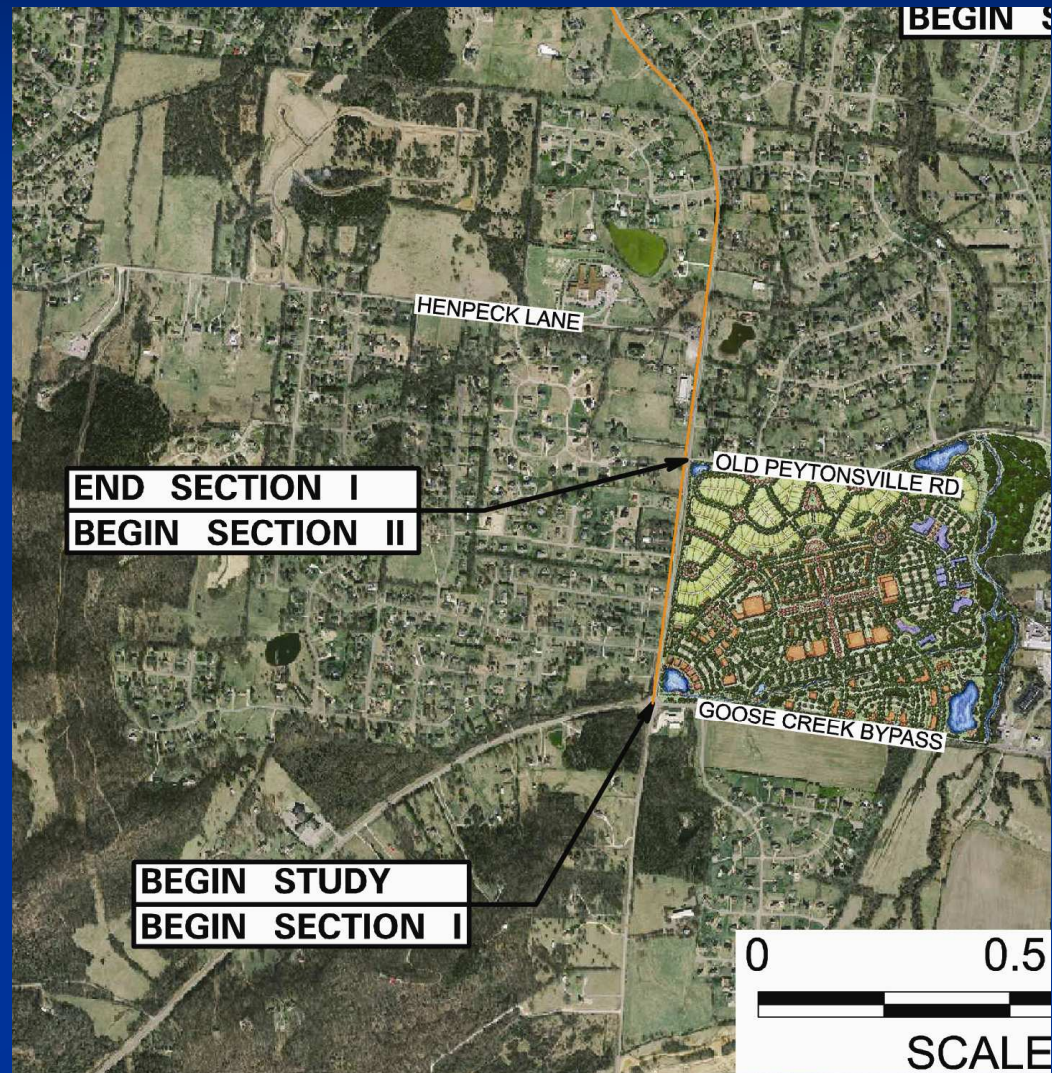 BEGIN S
HENPECK LANE
END SECTION I
BEGIN SECTION II
OLD PEYTONSVILLE RD
GOOSE CREEK BYPASS
BEGIN STUDY
BEGIN SECTION I
0 0.5
SCALE